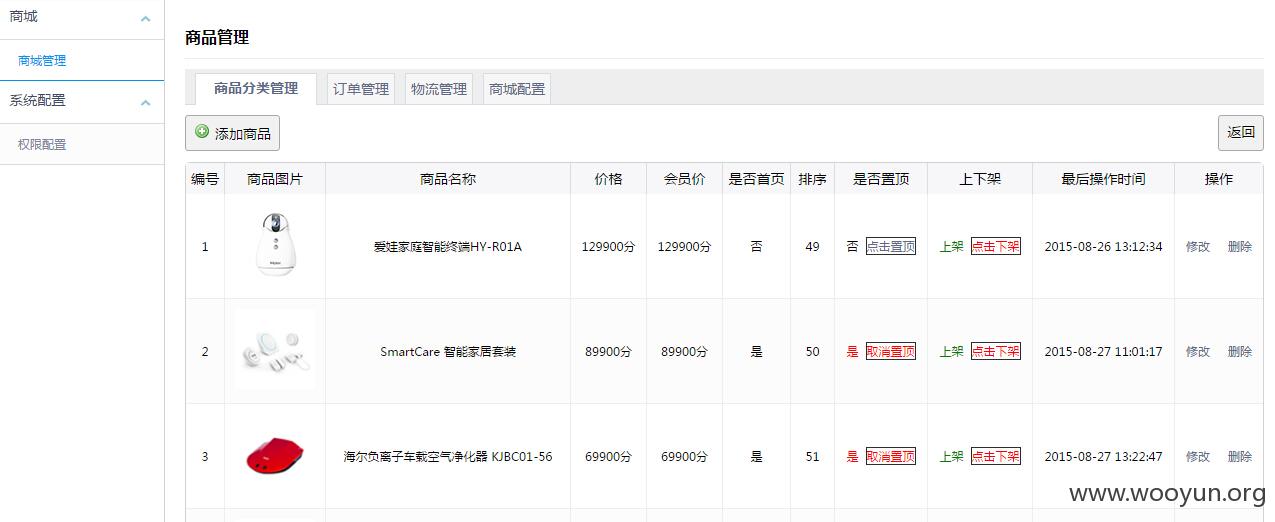 商城
商城管理
系统配置
权限配置
商品管理
商品分类管理 订单管理 物流管理 商城配置
添加商品 返回
编号 商品图片 商品名称 价格 会员价 是否首页 排序 是否置顶 上下架 最后操作时间 操作
1 爱娃家庭智能终端HY-R01A 129900分 129900分 否 49 否 点击置顶 上架 点击下架 2015-08-26 13:12:34 修改 删除
2 SmartCare 智能家居套装 89900分 89900分 是 50 是 取消置顶 上架 点击下架 2015-08-27 11:01:17 修改 删除
3 海尔负离子车载空气净化器 KJBC01-56 69900分 69900分 是 51 是 取消置顶 上架 点击下架 2015-08-27 13:22:47 修改 删除
www.wooyun.org